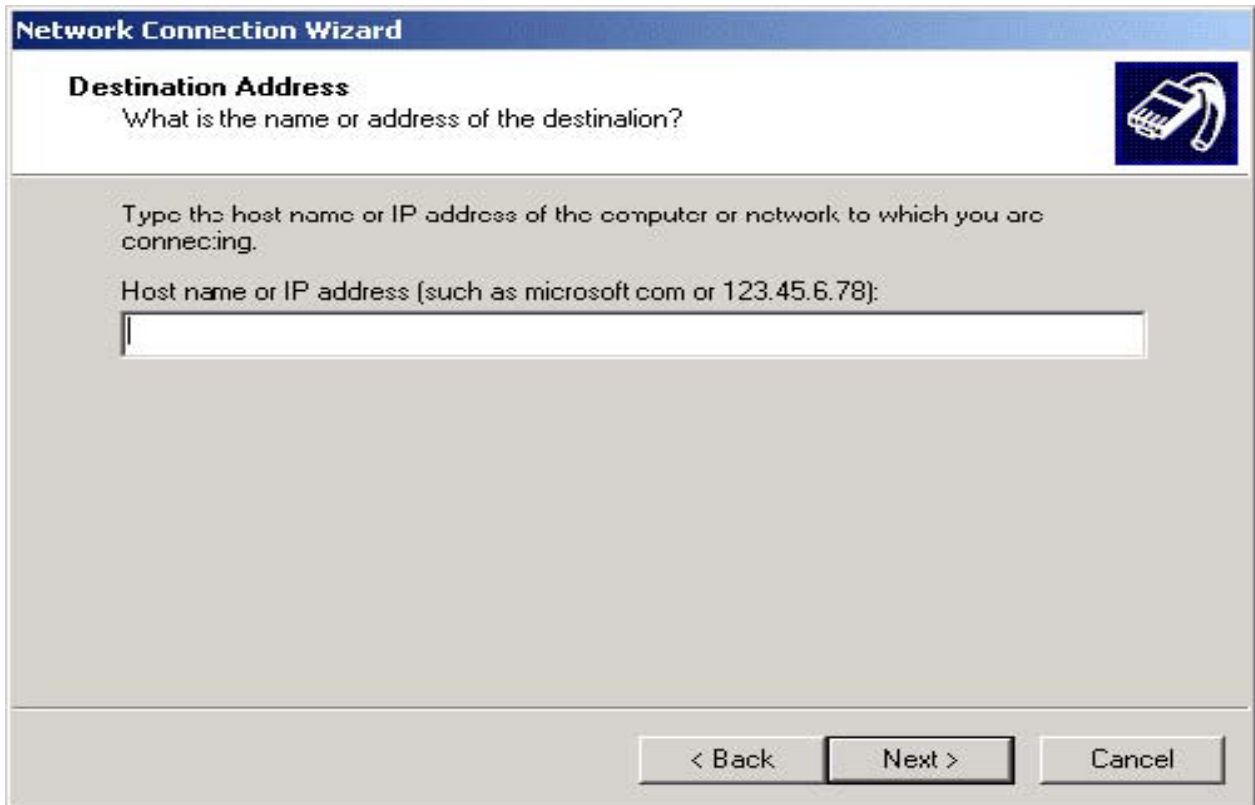 Network Connection Wizard
Destination Address
What is the name or address of the destination?
Type the host name or IP address of the computer or network to which you are
connecting.
Host name or IP address (such as microsoft.com or 123.45.6.78):
< Back
Next >
Cancel